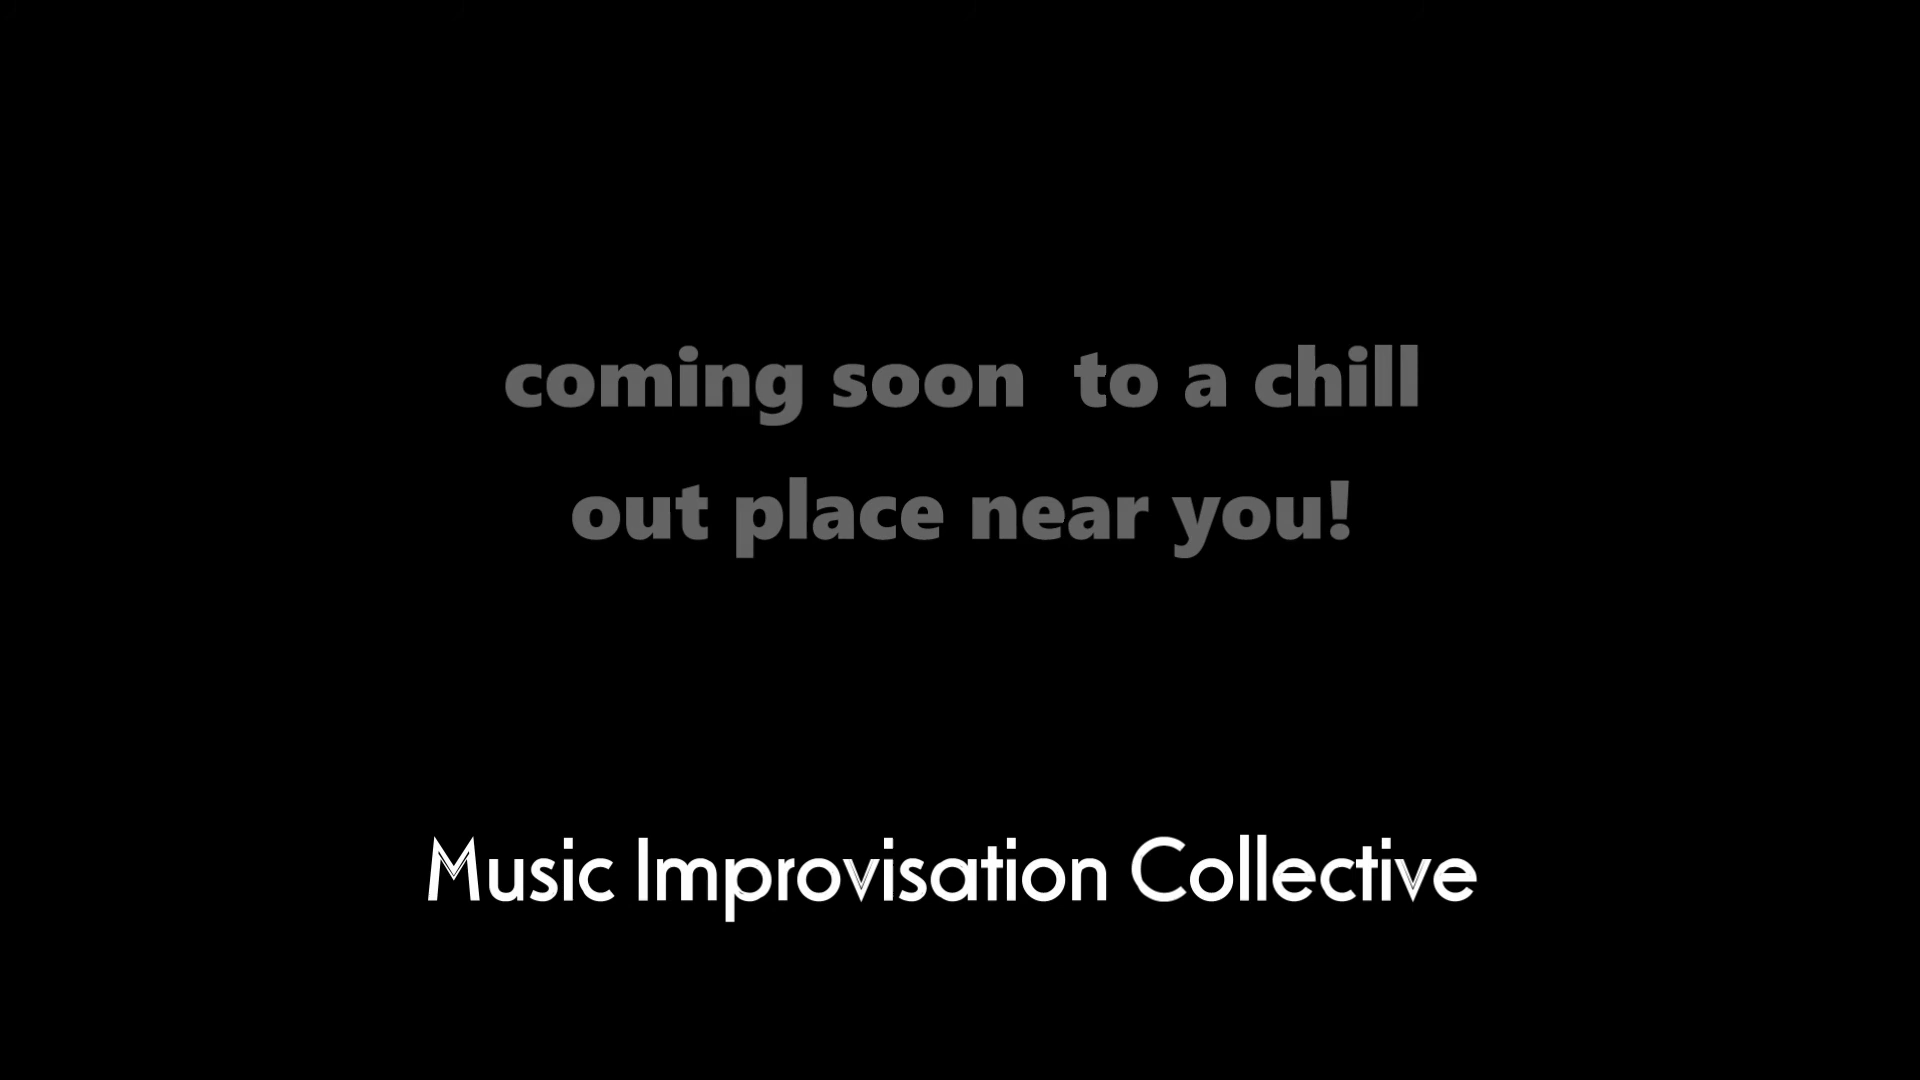 coming soon  to a chill
out place near you!
Music Improvisation Collective